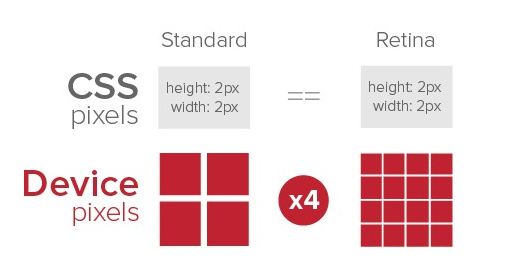 Standard
Retina
CSS
pixels
height: 2px
width: 2px
==
height: 2px
width: 2px
Device
pixels
x4